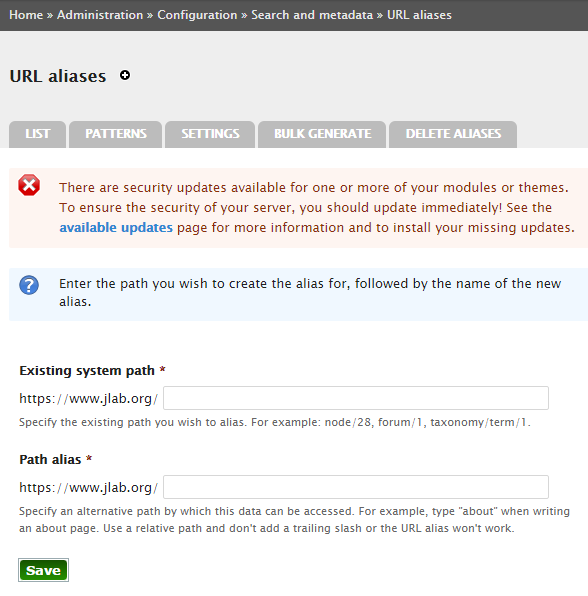 Home » Administration » Configuration » Search and metadata » URL aliases
URL aliases
LIST PATTERNS SETTINGS BULK GENERATE DELETE ALIASES
There are security updates available for one or more of your modules or themes.
To ensure the security of your server, you should update immediately! See the
available updates page for more information and to install your missing updates.
Enter the path you wish to create the alias for, followed by the name of the new
alias.
Existing system path *
https://www.jlab.org/
Specify the existing path you wish to alias. For example: node/28, forum/1, taxonomy/term/1.
Path alias *
https://www.jlab.org/
Specify an alternative path by which this data can be accessed. For example, type "about" when writing
an about page. Use a relative path and don't add a trailing slash or the URL alias won't work.
Save